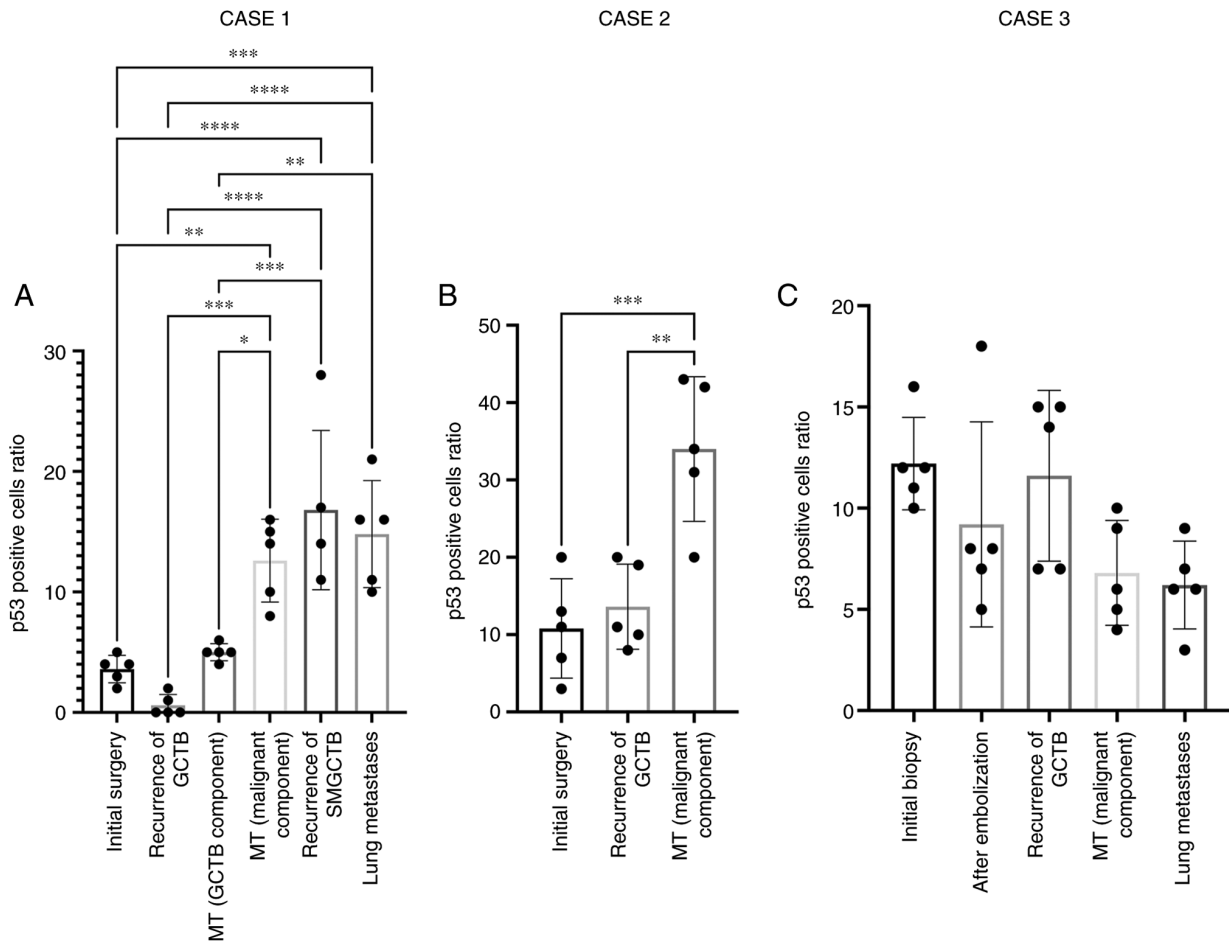 CASE 1
CASE 2
CASE 3
***
****
****
**
****
**
***
***
*
A
p53 positive cells ratio
30
20
10
0
Initial surgery
Recurrence of
GCTB
MT (GCTB component)
MT (malignant
component)
Recurrence of
SMGCTB
Lung metastases
B
***
**
p53 positive cells ratio
50
40
30
20
10
0
Initial surgery
Recurrence of
GCTB
MT (malignant
component)
C
p53 positive cells ratio
20
15
10
5
0
Initial biopsy
After embolization
Recurrence of
GCTB
MT (malignant
component)
Lung metastases